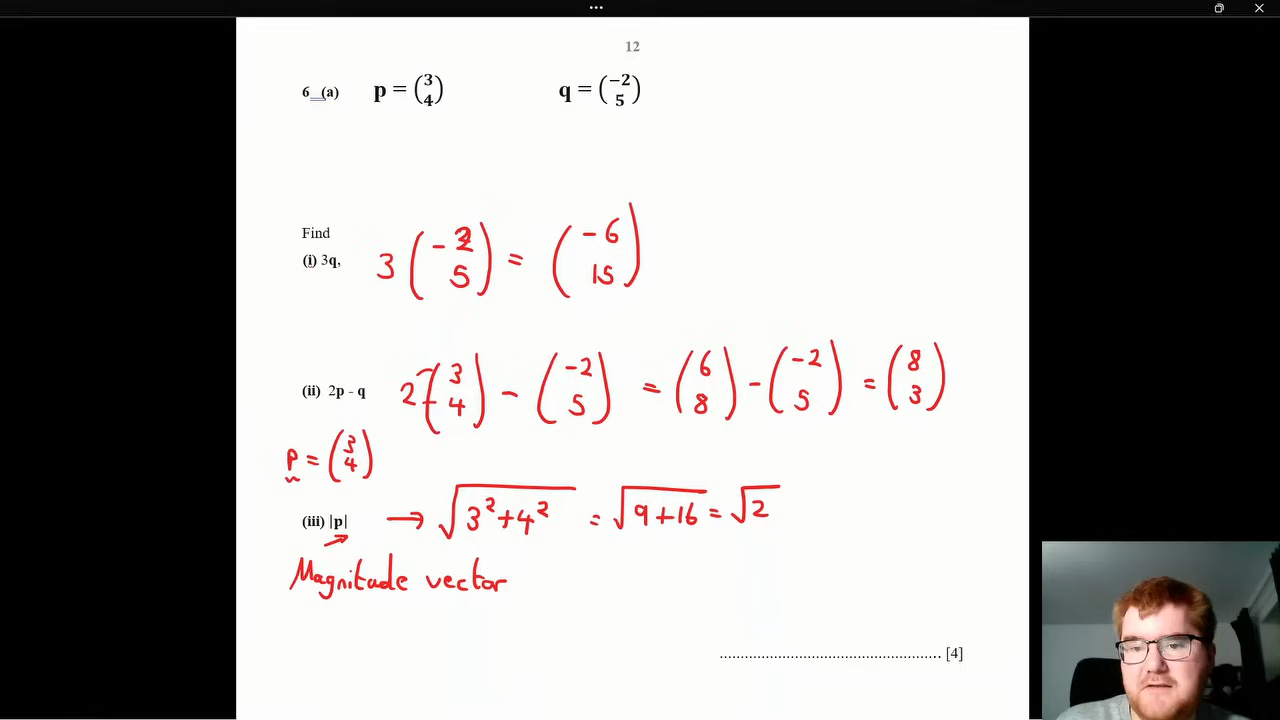 12
6 (a) p = (3 4) q = (-2 5)
Find
(i) 3q, 3 (-2 5) = (-6 15)
(ii) 2p - q 2 (3 4) - (-2 5) = (6 8) - (-2 5) = (8 3)
p = (3 4)
(iii) |p| → √3²+4² = √9+16 = √2
Magnitude vector
[4]